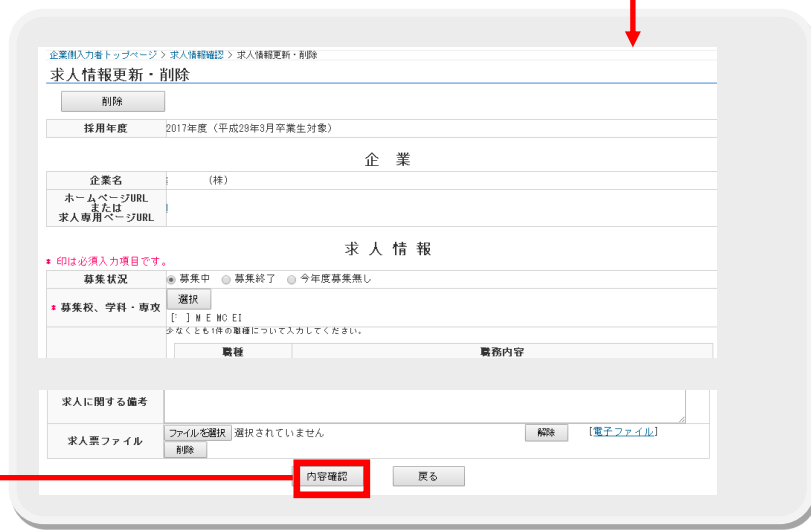 企業側入力者トップページ > 求人情報確認 > 求人情報更新・削除
求人情報更新・削除
削除
採用年度 2017年度（平成29年3月卒業生対象）
企 業
企業名 （株）
ホームページURL
または
求人専用ページURL
求 人 情 報
* 印は必須入力項目です。
募集状況 募集中 募集終了 今年度募集無し
* 募集校、学科・専攻 選択
] M E MC EI
少なくとも1件の職種について入力してください。
職種 職務内容
求人に関する備考
求人票ファイル ファイルを選択 選択されていません 解除 [電子ファイル]
削除
内容確認 戻る